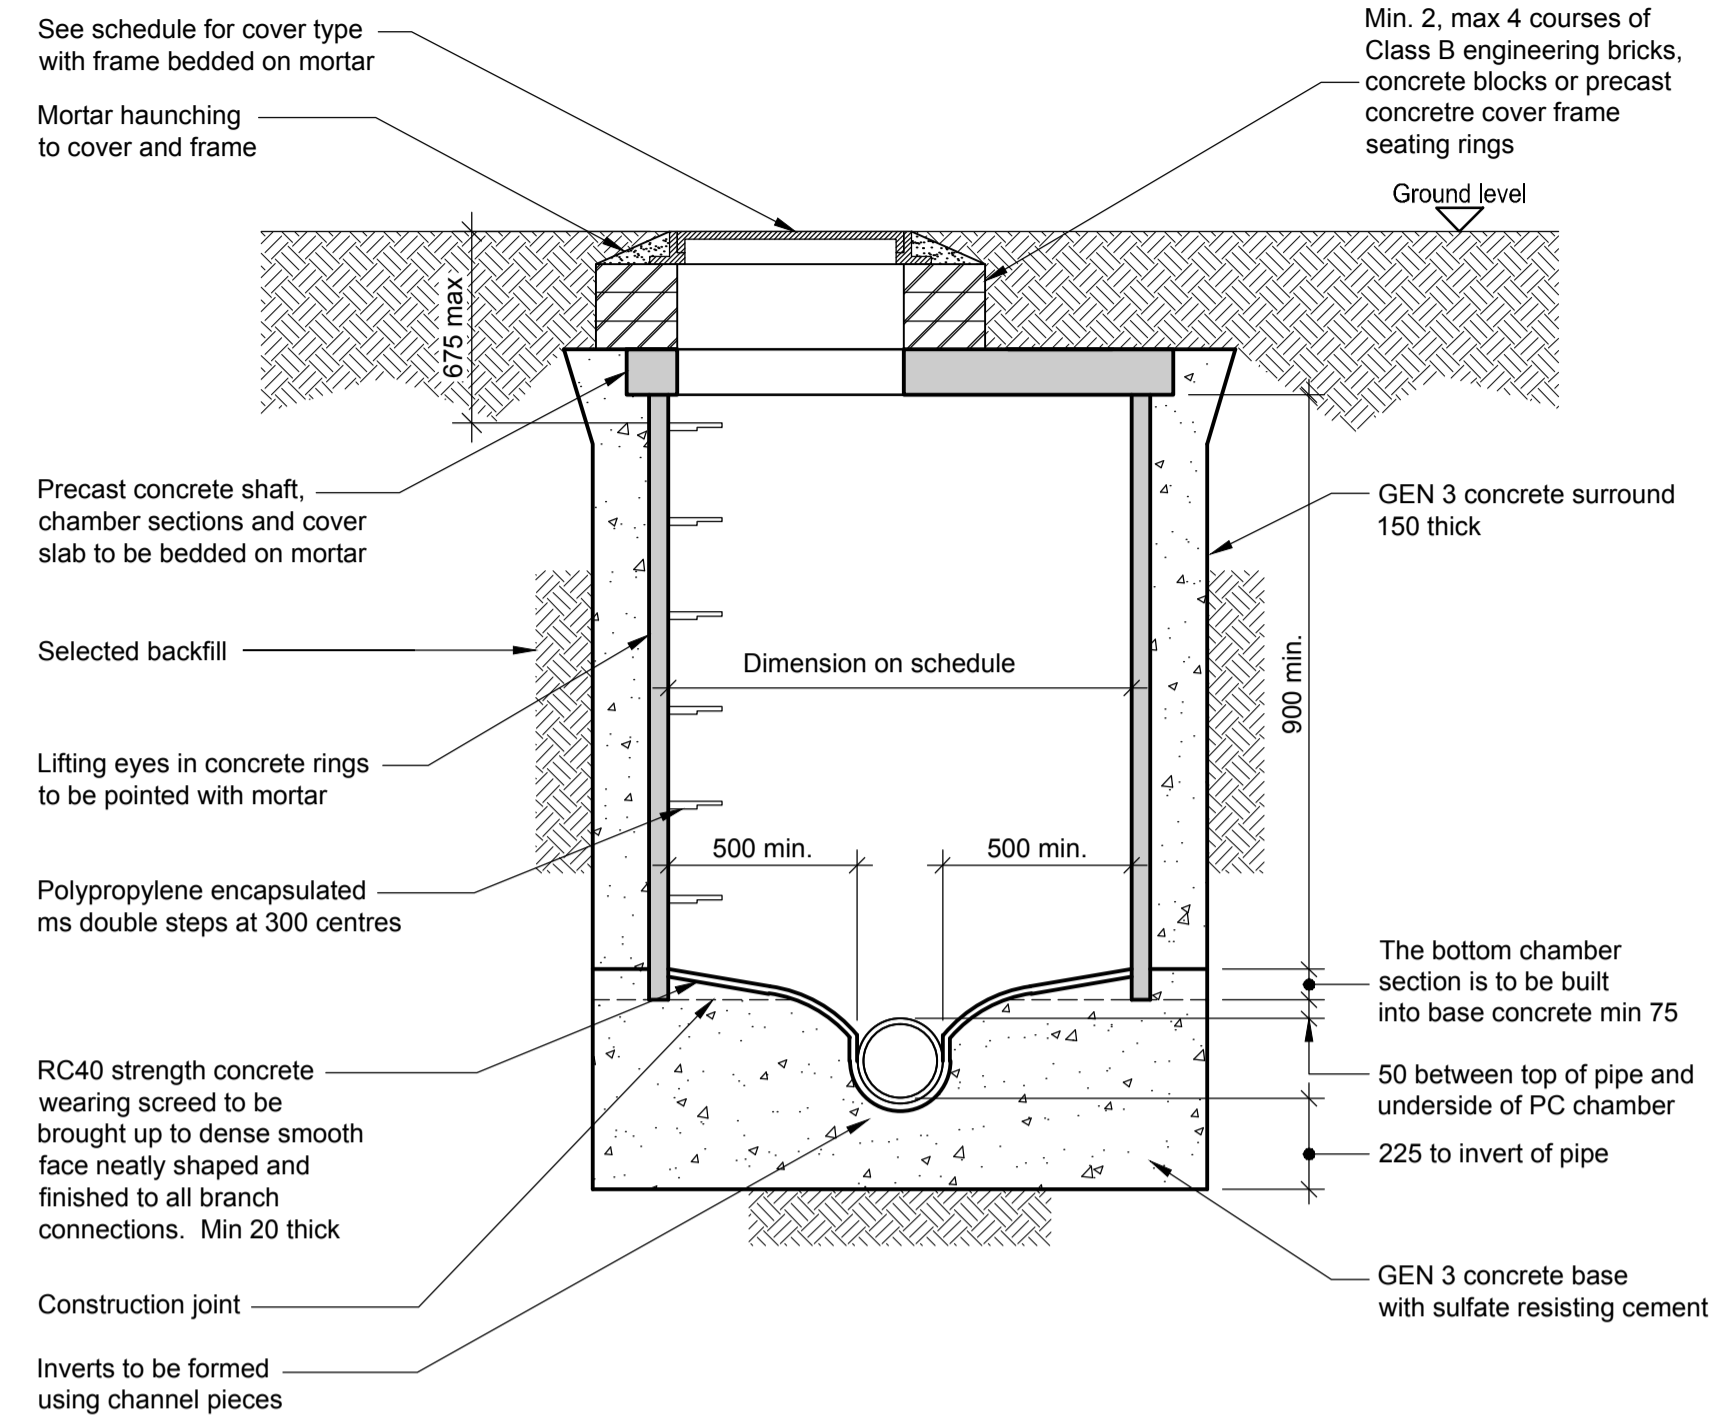 See schedule for cover type
with frame bedded on mortar
Mortar haunching
to cover and frame
Min. 2, max 4 courses of
Class B engineering bricks,
concrete blocks or precast
concretre cover frame
seating rings
Ground level
675 max
Precast concrete shaft,
chamber sections and cover
slab to be bedded on mortar
GEN 3 concrete surround
150 thick
Selected backfill
Dimension on schedule
900 min.
Lifting eyes in concrete rings
to be pointed with mortar
500 min.
500 min.
Polypropylene encapsulated
ms double steps at 300 centres
The bottom chamber
section is to be built
into base concrete min 75
RC40 strength concrete
wearing screed to be
brought up to dense smooth
face neatly shaped and
finished to all branch
connections. Min 20 thick
50 between top of pipe and
underside of PC chamber
225 to invert of pipe
Construction joint
GEN 3 concrete base
with sulfate resisting cement
Inverts to be formed
using channel pieces